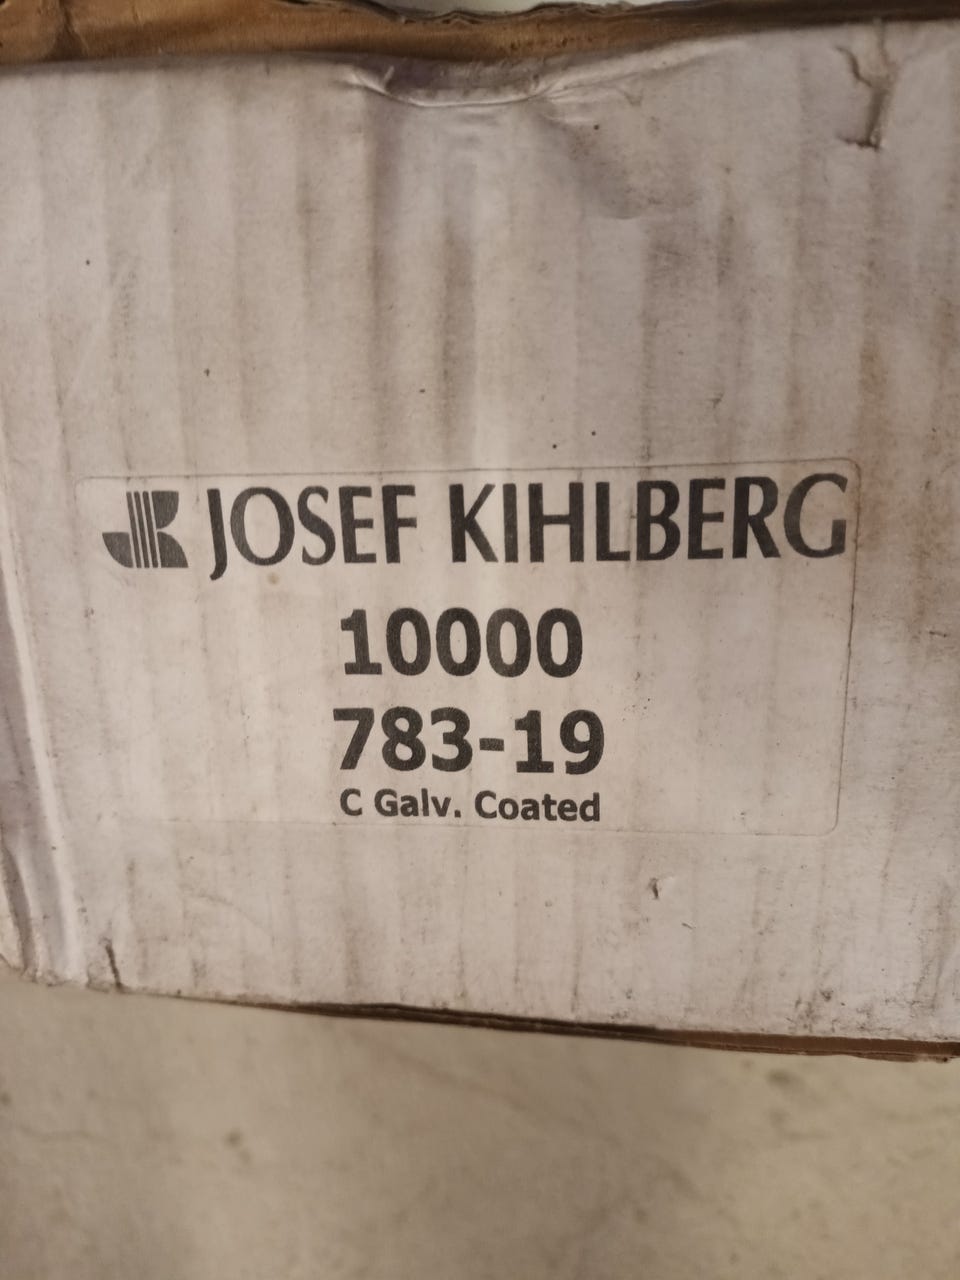 JOSEF KIHLBERG
10000
783-19
C Galv. Coated